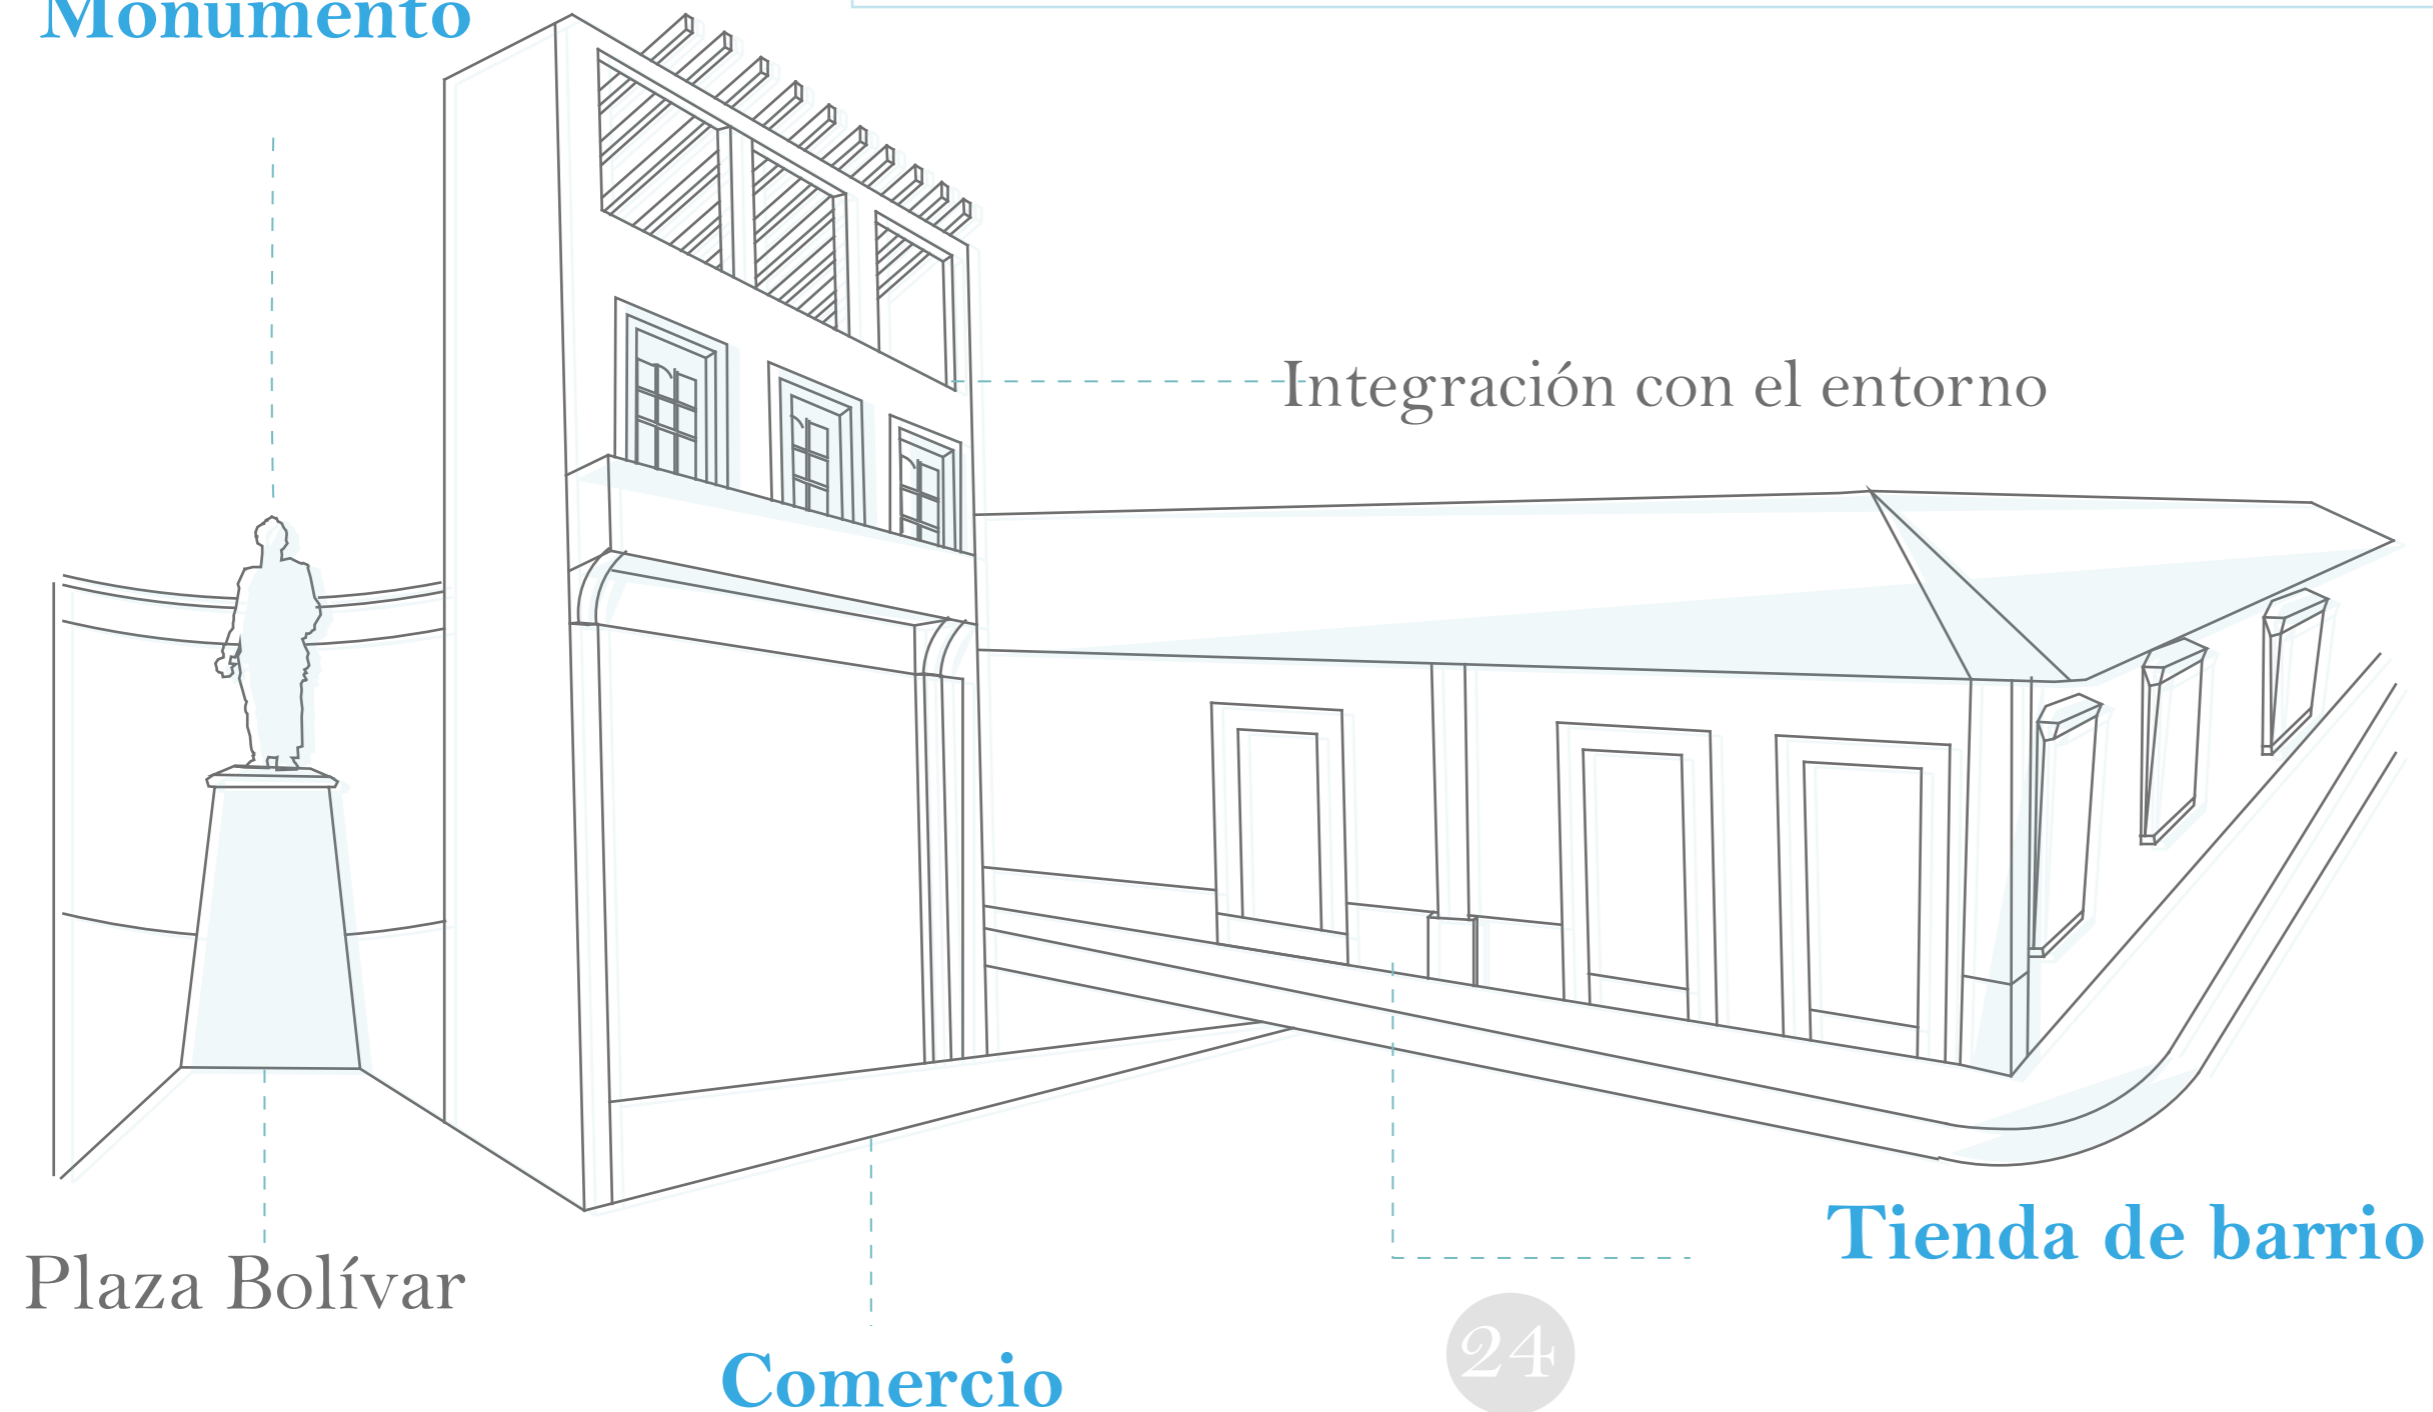 Monumento
Integración con el entorno
Tienda de barrio
Plaza Bolívar
24
Comercio